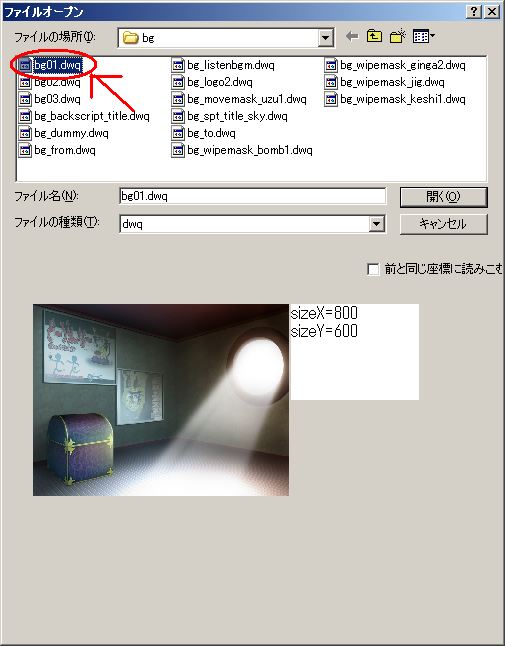 ファイルオープン
ファイルの場所(I):
bg
bg01.dwq
bg02.dwq
bg03.dwq
bg_backscript_title.dwq
bg_dummy.dwq
bg_from.dwq
bg_listenbgm.dwq
bg_logo2.dwq
bg_movemask_uzu1.dwq
bg_spt_title_sky.dwq
bg_to.dwq
bg_wipemask_bomb1.dwq
bg_wipemask_ginga2.dwq
bg_wipemask_jig.dwq
bg_wipemask_keshi1.dwq
ファイル名(N):
bg01.dwq
開く(O)
ファイルの種類(T):
dwq
キャンセル
前と同じ座標に読みこむ
sizeX=800
sizeY=600